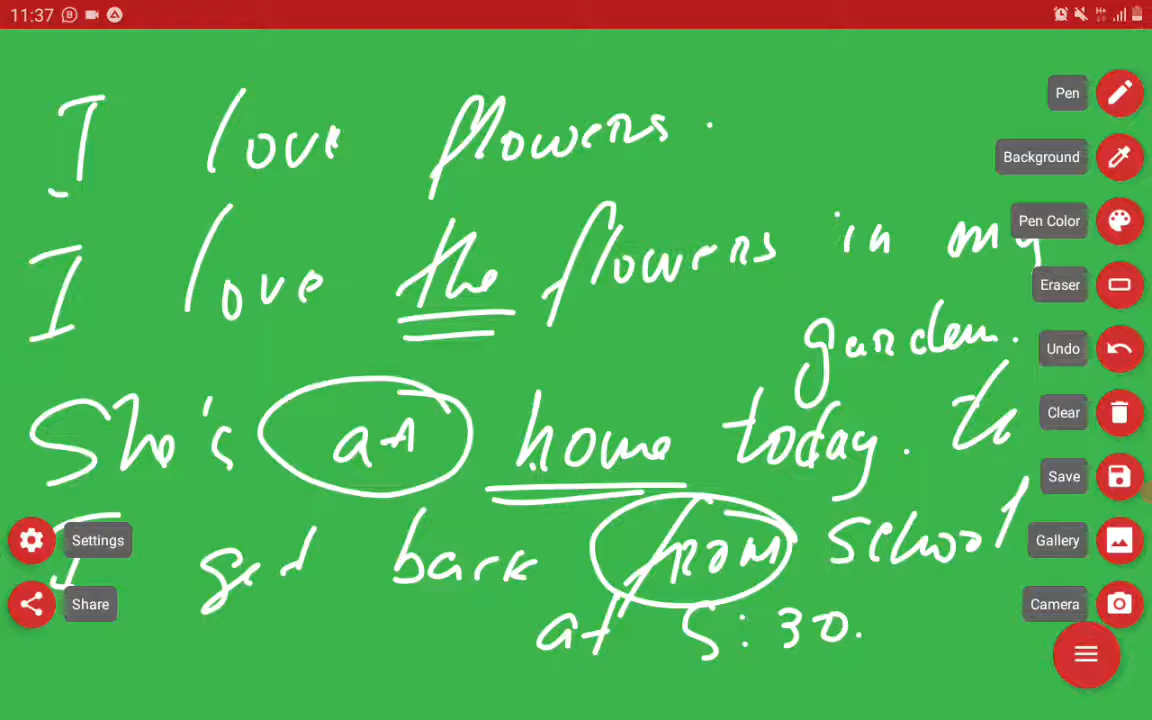 11:37
I love flowers.
Pen
Background
I love the flowers in my
Pen Color
Eraser
garden.
Undo
She's at home today.
Clear
Save
I get back from school
Settings
Gallery
at 5:30.
Share
Camera